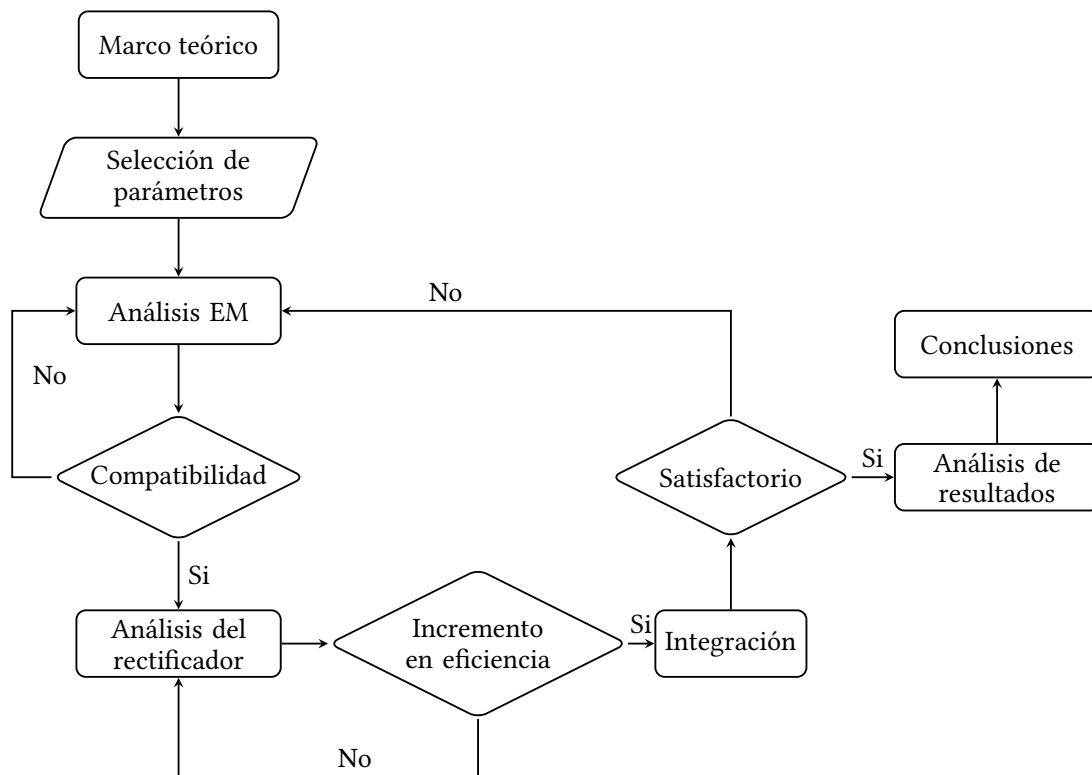 Marco teórico
Selección de
parámetros
Análisis EM
No
No
Conclusiones
Compatibilidad
Satisfactorio
Si
Análisis de
resultados
Si
Análisis del
rectificador
Incremento
en eficiencia
Si
Integración
No